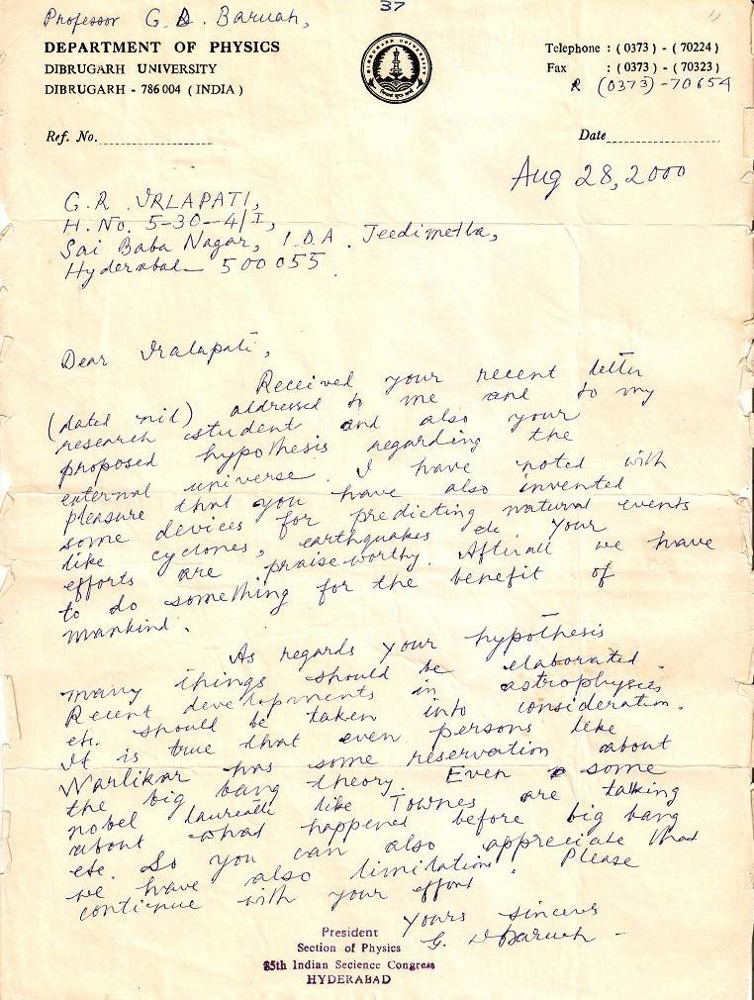 37
Professor G. D. Baruah,
DEPARTMENT OF PHYSICS
DIBRUGARH UNIVERSITY
DIBRUGARH - 786 004 ( INDIA )
Telephone : ( 0373 ) - ( 70224 )
Fax : ( 0373 ) - ( 70323 )
R (0373) - 70654
DIBRUGARH UNIVERSITY
Ref. No.
Date
Aug 28, 2000
G. R. IRLAPATI,
H. No. 5-30-4/I,
Sai Baba Nagar, I.D.A. Jeedimetla,
Hyderabad_ 500055.
Dear Iralapati,
Received your recent letter
(dated nil) addressed to me and to my
research student and also your
proposed hypothesis regarding the
external universe. I have noted with
pleasure that you have also invented
some devices for predicting natural events
like cyclones, earthquakes etc. Your
efforts are praiseworthy. Afterall we have
to do something for the benefit of
mankind.
As regards your hypothesis
many things should be elaborated.
Recent developments in astrophysics
etc. should be taken into consideration.
It is true that even persons like
Narlikar has some reservation about
the big bang theory. Even some
nobel laureate like Townes are talking
about what happened before big bang
etc. So you can also appreciate that
we have also limitation. Please
continue with your effort
Yours sincere
G. D Baruah
President
Section of Physics
85th Indian Secience Congress
HYDERABAD